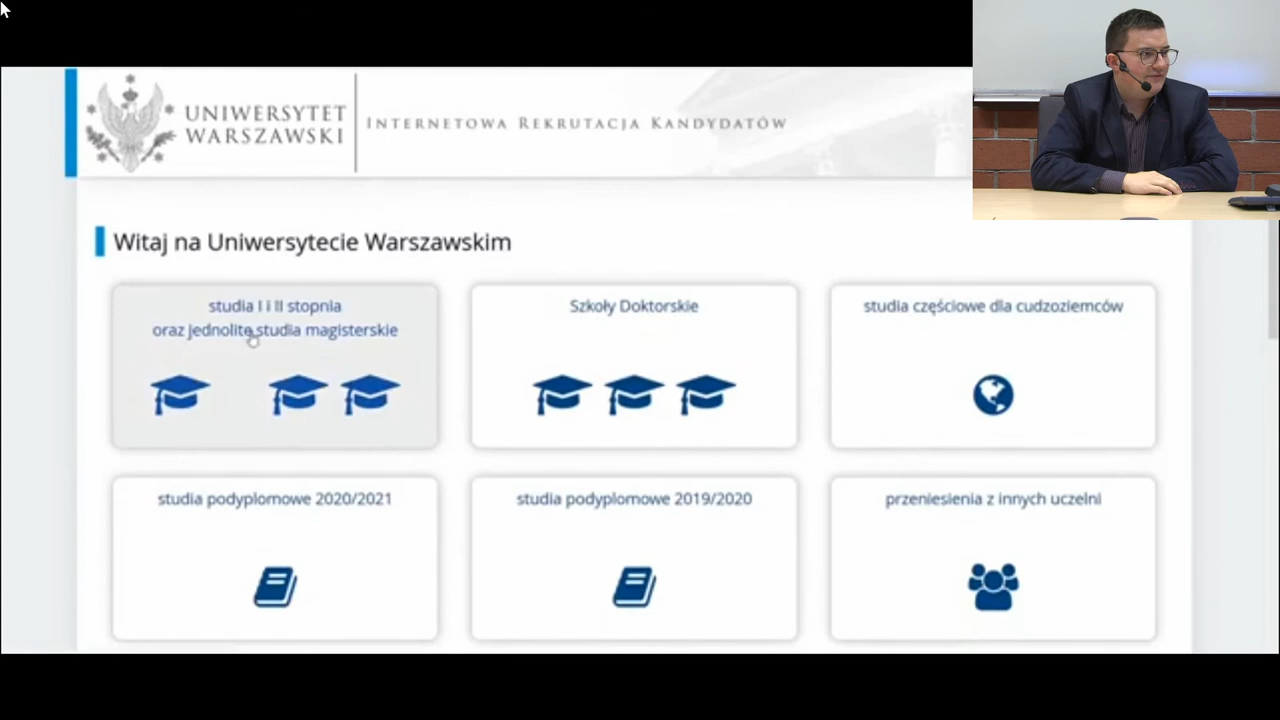 UNIWERSYTET
WARSZAWSKI
INTERNETOWA REKRUTACJA KANDYDATÓW
Witaj na Uniwersytecie Warszawskim
studia I i II stopnia
oraz jednolite studia magisterskie
Szkoły Doktorskie
studia częściowe dla cudzoziemców
studia podyplomowe 2020/2021
studia podyplomowe 2019/2020
przeniesienia z innych uczelni